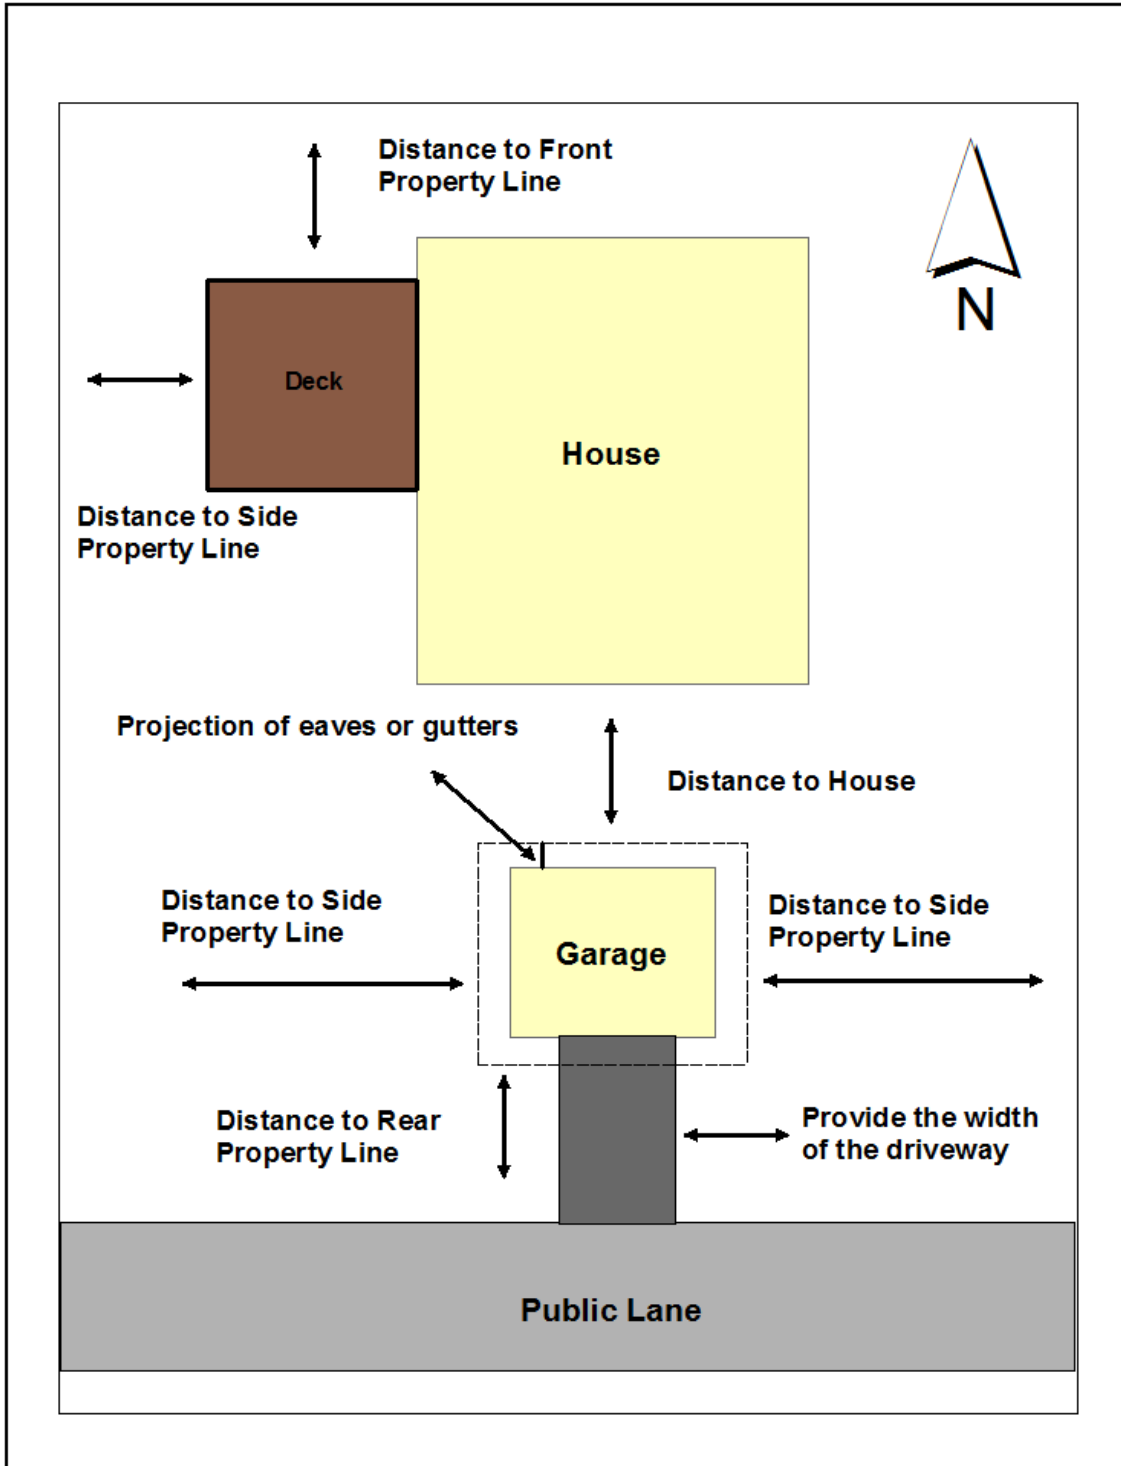 Distance to Front
Property Line
N
Deck
House
Distance to Side
Property Line
Projection of eaves or gutters
Distance to House
Distance to Side
Property Line
Distance to Side
Property Line
Garage
Distance to Rear
Property Line
Provide the width
of the driveway
Public Lane